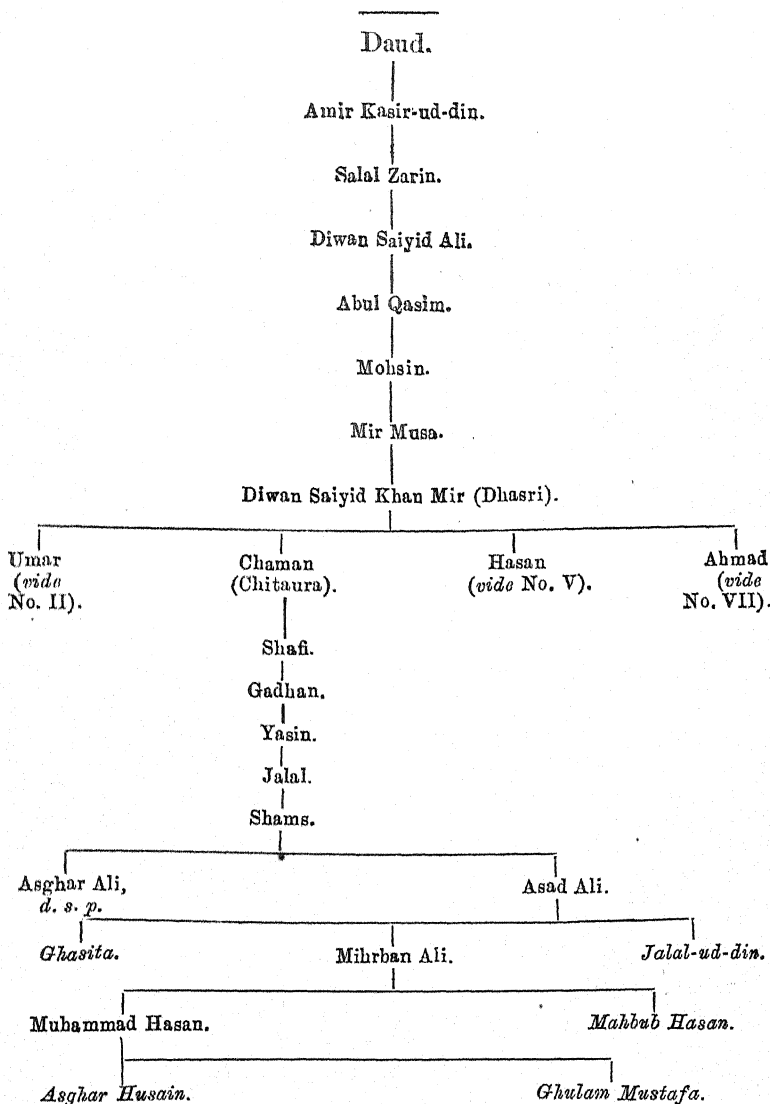 Daud.
Amir Kasir-ud-din.
Salal Zarin.
Diwan Saiyid Ali.
Abul Qasim.
Mohsin.
Mir Musa.
Diwan Saiyid Khan Mir (Dhasri).
Umar Chaman Hasan Ahmad
(vide (Chitaura). (vide No. V). (vide
No. II). No. VII).
Shafi.
Gadhan.
Yasin.
Jalal.
Shams.
Asghar Ali, Asad Ali.
d. s. p.
Ghasita. Mihrban Ali. Jalal-ud-din.
Muhammad Hasan. Mahbub Hasan.
Asghar Husain. Ghulam Mustafa.